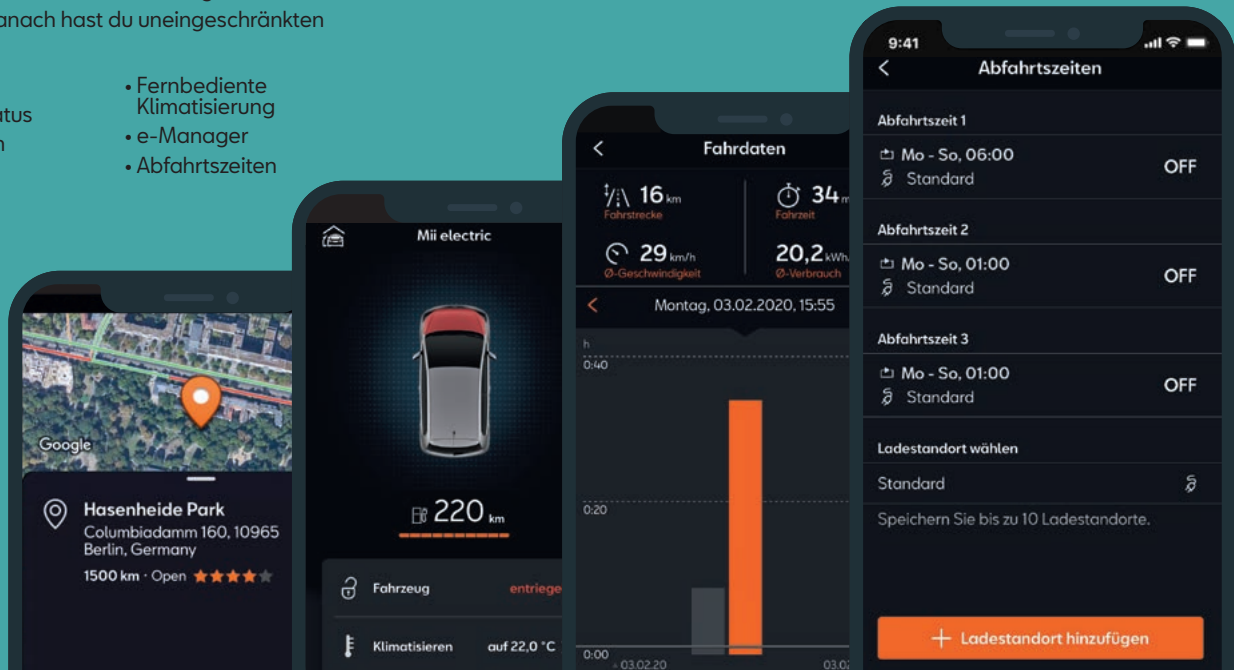 danach hast du uneingeschränkten
• Fernbediente
Klimatisierung
• e-Manager
• Abfahrtszeiten
Google
Hasenheide Park
Columbiadamm 160, 10965
Berlin, Germany
1500 km · Open
Mii electric
220 km
Fahrzeug
Klimatisieren auf 22,0 °C
Fahrdaten
16 km
Fahrstrecke
34
Fahrzeit
29 km/h
Ø-Geschwindigkeit
20,2 kWh
Ø-Verbrauch
Montag, 03.02.2020, 15:55
h
0:40
0:20
0:00
03.02.20
9:41
Abfahrtszeiten
Abfahrtszeit 1
Mo - So, 06:00
OFF
Standard
Abfahrtszeit 2
Mo - So, 01:00
OFF
Standard
Abfahrtszeit 3
Mo - So, 01:00
OFF
Standard
Ladestandort wählen
Standard
Speichern Sie bis zu 10 Ladestandorte.
+ Ladestandort hinzufügen